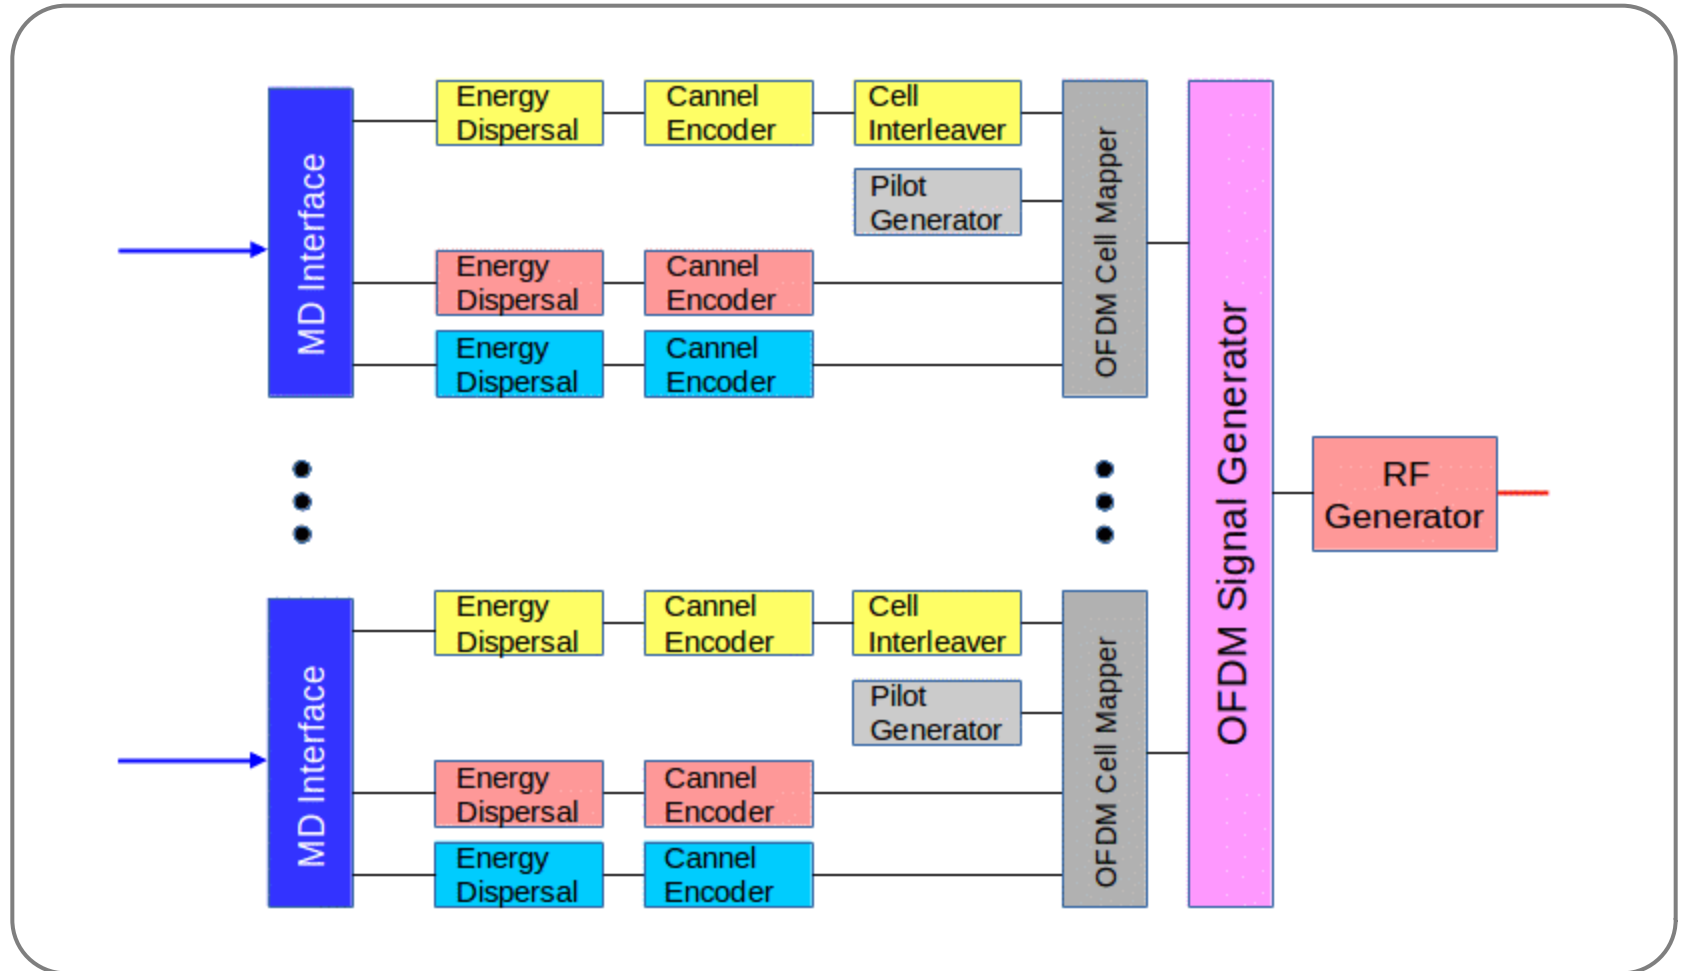 MD Interface
Energy
Dispersal
Cannel
Encoder
Cell
Interleaver
Pilot
Generator
Energy
Dispersal
Cannel
Encoder
Energy
Dispersal
Cannel
Encoder
OFDM Cell Mapper
MD Interface
Energy
Dispersal
Cannel
Encoder
Cell
Interleaver
Pilot
Generator
Energy
Dispersal
Cannel
Encoder
Energy
Dispersal
Cannel
Encoder
OFDM Cell Mapper
OFDM Signal Generator
RF
Generator